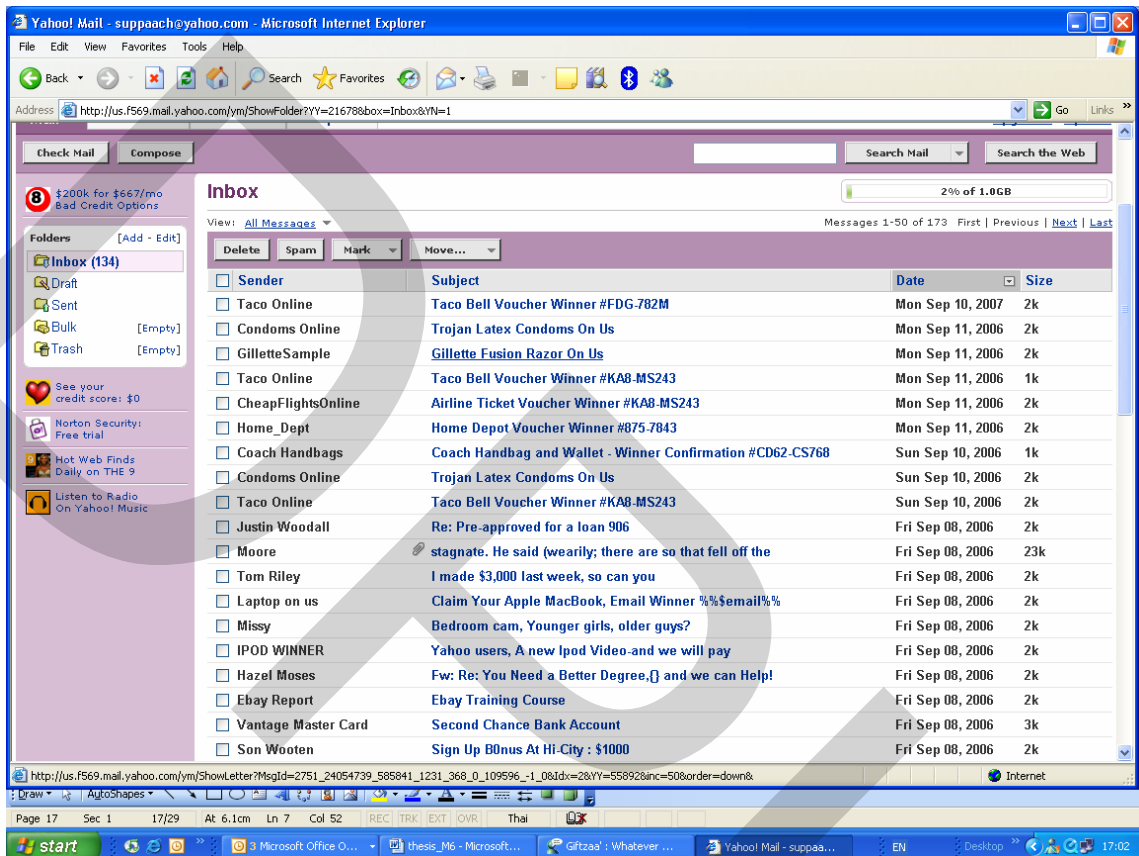 Yahoo! Mail - suppaach@yahoo.com - Microsoft Internet Explorer
File Edit View Favorites Tools Help
Back Search Favorites
Address http://us.f569.mail.yahoo.com/ym/ShowFolder?YY=21678&box=Inbox&YN=1 Go Links »
Check Mail Compose Search Mail Search the Web
8 $200k for $667/mo
Bad Credit Options
Inbox 2% of 1.0GB
View: All Messages Messages 1-50 of 173 First | Previous | Next | Last
Folders [Add - Edit]
Delete Spam Mark Move...
Inbox (134)
Draft
Sent
Bulk [Empty]
Trash [Empty]
See your
credit score: $0
Norton Security:
Free trial
Hot Web Finds
Daily on THE 9
Listen to Radio
On Yahoo! Music
Sender Subject Date Size
Taco Online Taco Bell Voucher Winner #FDG-782M Mon Sep 10, 2007 2k
Condoms Online Trojan Latex Condoms On Us Mon Sep 11, 2006 2k
GilletteSample Gillette Fusion Razor On Us Mon Sep 11, 2006 2k
Taco Online Taco Bell Voucher Winner #KA8-MS243 Mon Sep 11, 2006 1k
CheapFlightsOnline Airline Ticket Voucher Winner #KA8-MS243 Mon Sep 11, 2006 2k
Home_Dept Home Depot Voucher Winner #875-7843 Mon Sep 11, 2006 2k
Coach Handbags Coach Handbag and Wallet - Winner Confirmation #CD62-CS768 Sun Sep 10, 2006 1k
Condoms Online Trojan Latex Condoms On Us Sun Sep 10, 2006 2k
Taco Online Taco Bell Voucher Winner #KA8-MS243 Sun Sep 10, 2006 2k
Justin Woodall Re: Pre-approved for a loan 906 Fri Sep 08, 2006 2k
Moore stagnate. He said (wearily; there are so that fell off the Fri Sep 08, 2006 23k
Tom Riley I made $3,000 last week, so can you Fri Sep 08, 2006 2k
Laptop on us Claim Your Apple MacBook, Email Winner %%$email%% Fri Sep 08, 2006 2k
Missy Bedroom cam, Younger girls, older guys? Fri Sep 08, 2006 2k
IPOD WINNER Yahoo users, A new Ipod Video-and we will pay Fri Sep 08, 2006 2k
Hazel Moses Fw: Re: You Need a Better Degree,{} and we can Help! Fri Sep 08, 2006 2k
Ebay Report Ebay Training Course Fri Sep 08, 2006 2k
Vantage Master Card Second Chance Bank Account Fri Sep 08, 2006 3k
Son Wooten Sign Up B0nus At Hi-City : $1000 Fri Sep 08, 2006 2k
http://us.f569.mail.yahoo.com/ym/ShowLetter?MsgId=2751_24054739_585841_1231_368_0_109596_-1_0&Idx=2&YY=55892&inc=50&order=down& Internet
Draw AutoShapes
Page 17 Sec 1 17/29 At 6.1cm Ln 7 Col 52 REC TRK EXT OVR Thai
start » 3 Microsoft Office O... thesis_M6 - Microsoft... Giftzaa' : Whatever ... Yahoo! Mail - suppaa... EN Desktop » 17:02